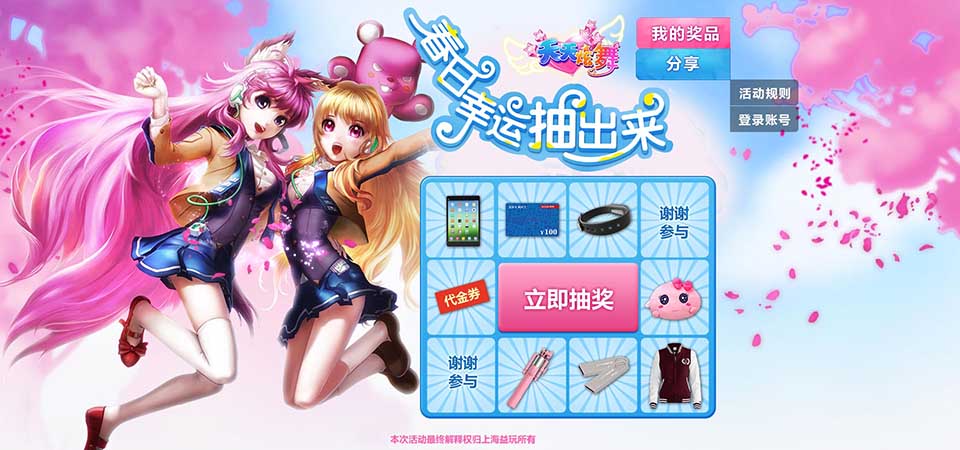 春日幸运抽出来
天天炫舞
我的奖品
分享
活动规则
登录账号
¥100
谢谢
参与
代金券
立即抽奖
谢谢
参与
本次活动最终解释权归上海益玩所有